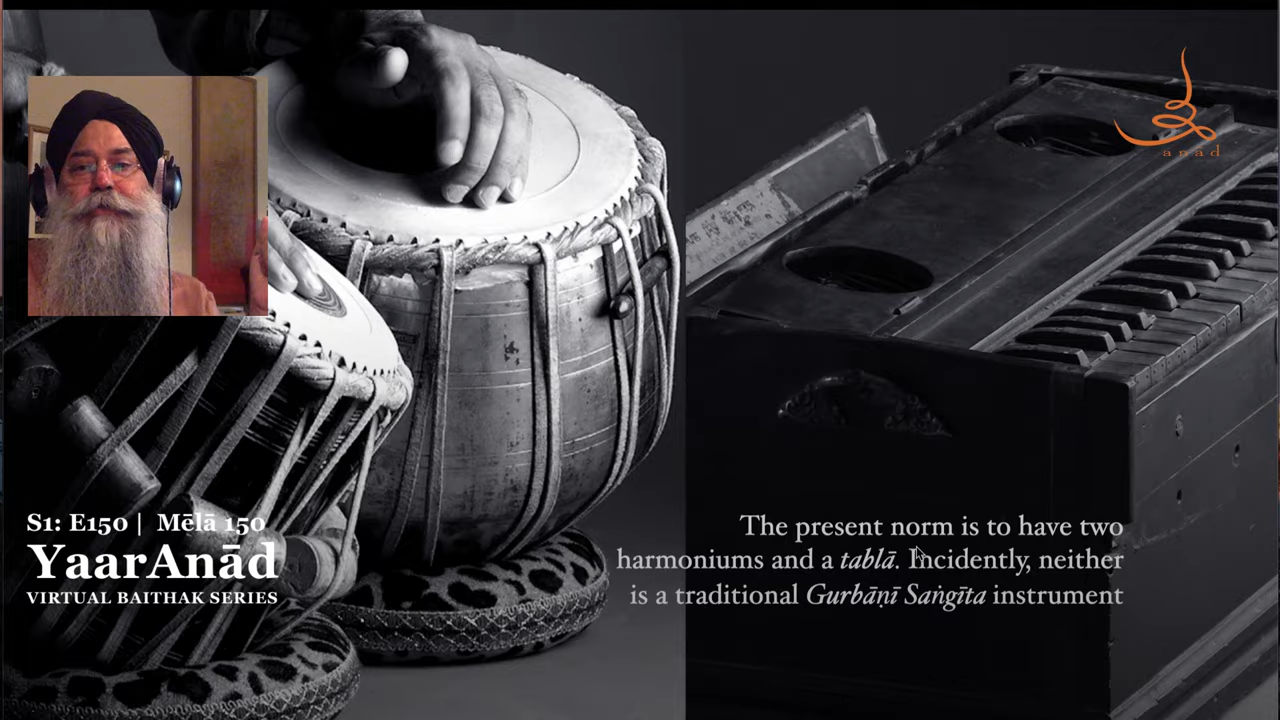 anad
S1: E150 | Mēlā 150
YaarAnād
VIRTUAL BAITHAK SERIES
The present norm is to have two
harmoniums and a tablā. Incidently, neither
is a traditional Gurbāṇī Saṅgīta instrument